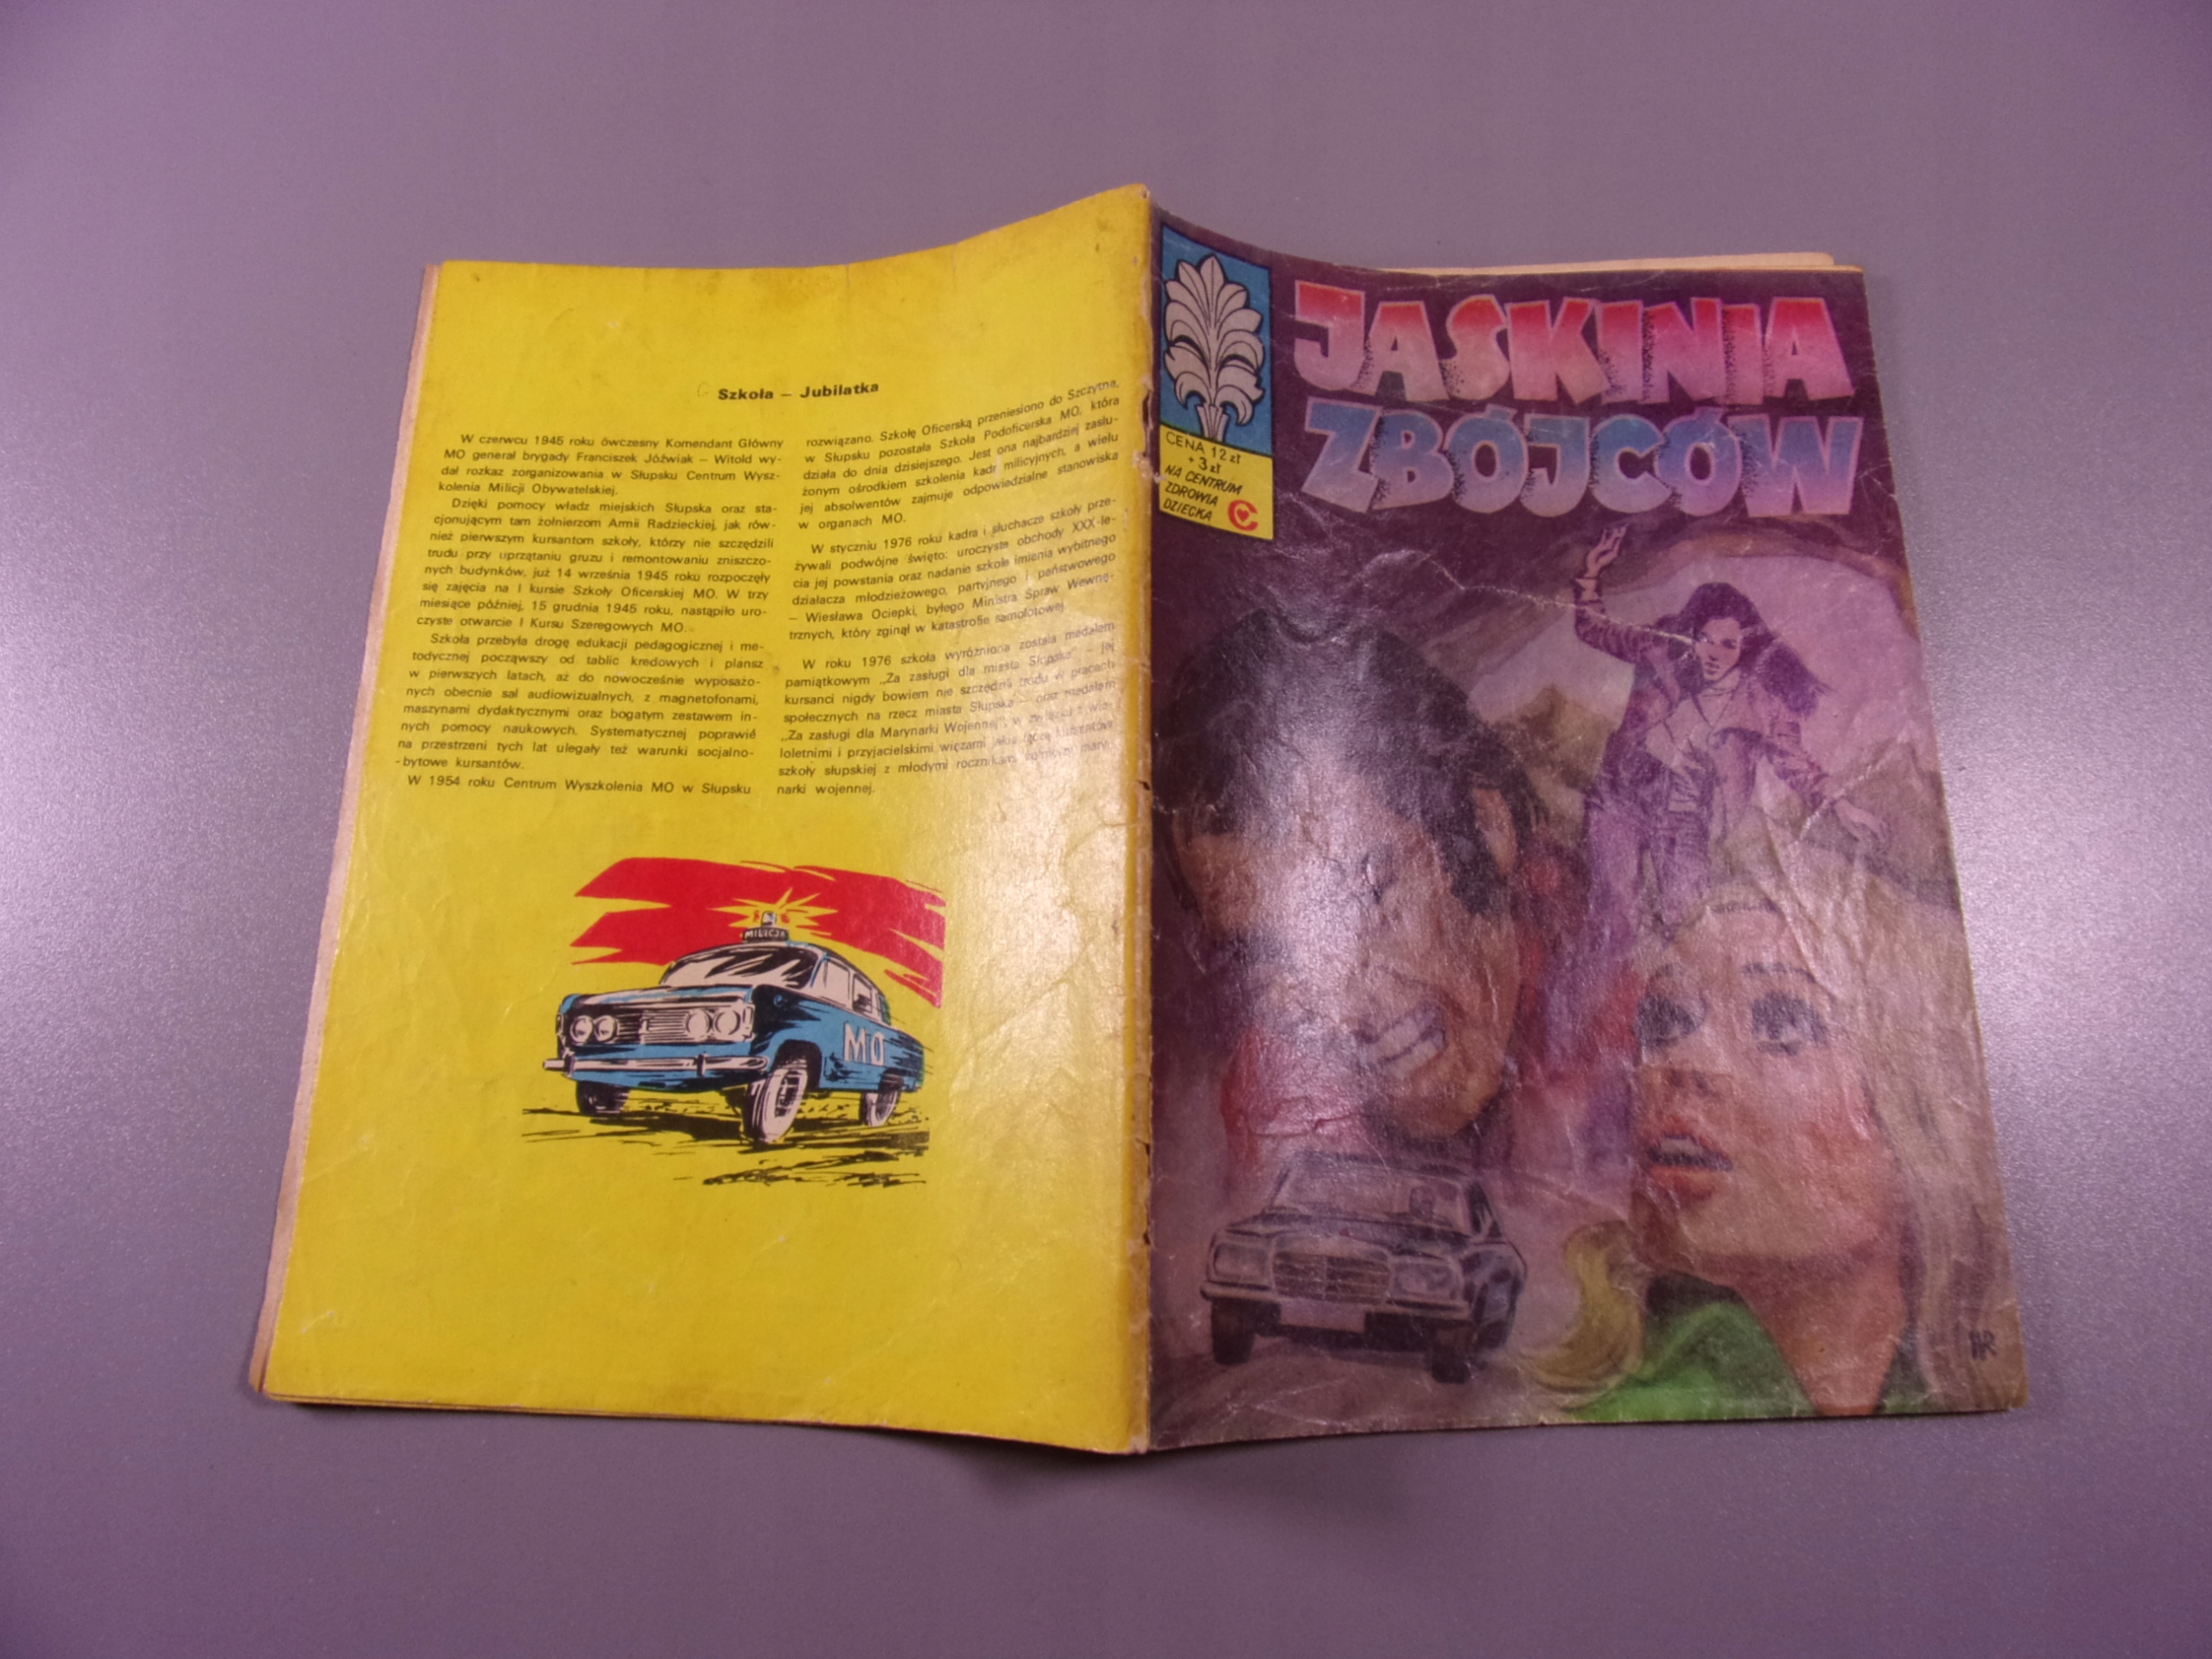 Szkoła – Jubilatka
W czerwcu 1945 roku ówczesny Komendant Główny
MO generał brygady Franciszek Jóźwiak – Witold wy-
dał rozkaz zorganizowania w Słupsku Centrum Wysz-
kolenia Milicji Obywatelskiej.
Dzięki pomocy władz miejskich Słupska oraz sta-
cjonującym tam żołnierzom Armii Radzieckiej, jak rów-
nież pierwszym kursantom szkoły, którzy nie szczędzili
trudu przy uprzątaniu gruzu i remontowaniu zniszczo-
nych budynków, już 14 września 1945 roku rozpoczęły
się zajęcia na I kursie Szkoły Oficerskiej MO. W trzy
miesiące później, 15 grudnia 1945 roku, nastąpiło uro-
czyste otwarcie I Kursu Szeregowych MO.
Szkoła przebyła drogę edukacji pedagogicznej i me-
todycznej począwszy od tablic kredowych i plansz
w pierwszych latach, aż do nowocześnie wyposażo-
nych obecnie sal audiowizualnych, z magnetofonami,
maszynami dydaktycznymi oraz bogatym zestawem in-
nych pomocy naukowych. Systematycznej poprawie
na przestrzeni tych lat ulegały też warunki socjalno-
-bytowe kursantów.
W 1954 roku Centrum Wyszkolenia MO w Słupsku
rozwiązano. Szkołę Oficerską przeniesiono do Szczytna,
w Słupsku pozostała Szkoła Podoficerska MO, która
działa do dnia dzisiejszego. Jest ona najbardziej zasłu-
żonym ośrodkiem szkolenia kadr milicyjnych, a wielu
jej absolwentów zajmuje odpowiedzialne stanowiska
w organach MO.
W styczniu 1976 roku kadra i słuchacze szkoły prze-
żywali podwójne święto: uroczyste obchody XXX-le-
cia jej powstania oraz nadanie szkole imienia wybitnego
działacza młodzieżowego, partyjnego i państwowego
– Wiesława Ociepki, byłego Ministra Spraw Wewnę-
trznych, który zginął w katastrofie samolotowej.
W roku 1976 szkoła wyróżniona została medalem
pamiątkowym „Za zasługi dla miasta Słupska" – jej
kursanci nigdy bowiem nie szczędzili trudu w pracach
społecznych na rzecz miasta Słupska – oraz medalem
„Za zasługi dla Marynarki Wojennej", w związku z wie-
loletnimi i przyjacielskimi więzami jakie łączą kursantów
szkoły słupskiej z młodymi rocznikami mary-
narki wojennej.
MILICJA
MO
JASKINIA
ZBÓJCÓW
CENA 12 zł
+ 3 zł
NA CENTRUM
ZDROWIA
DZIECKA